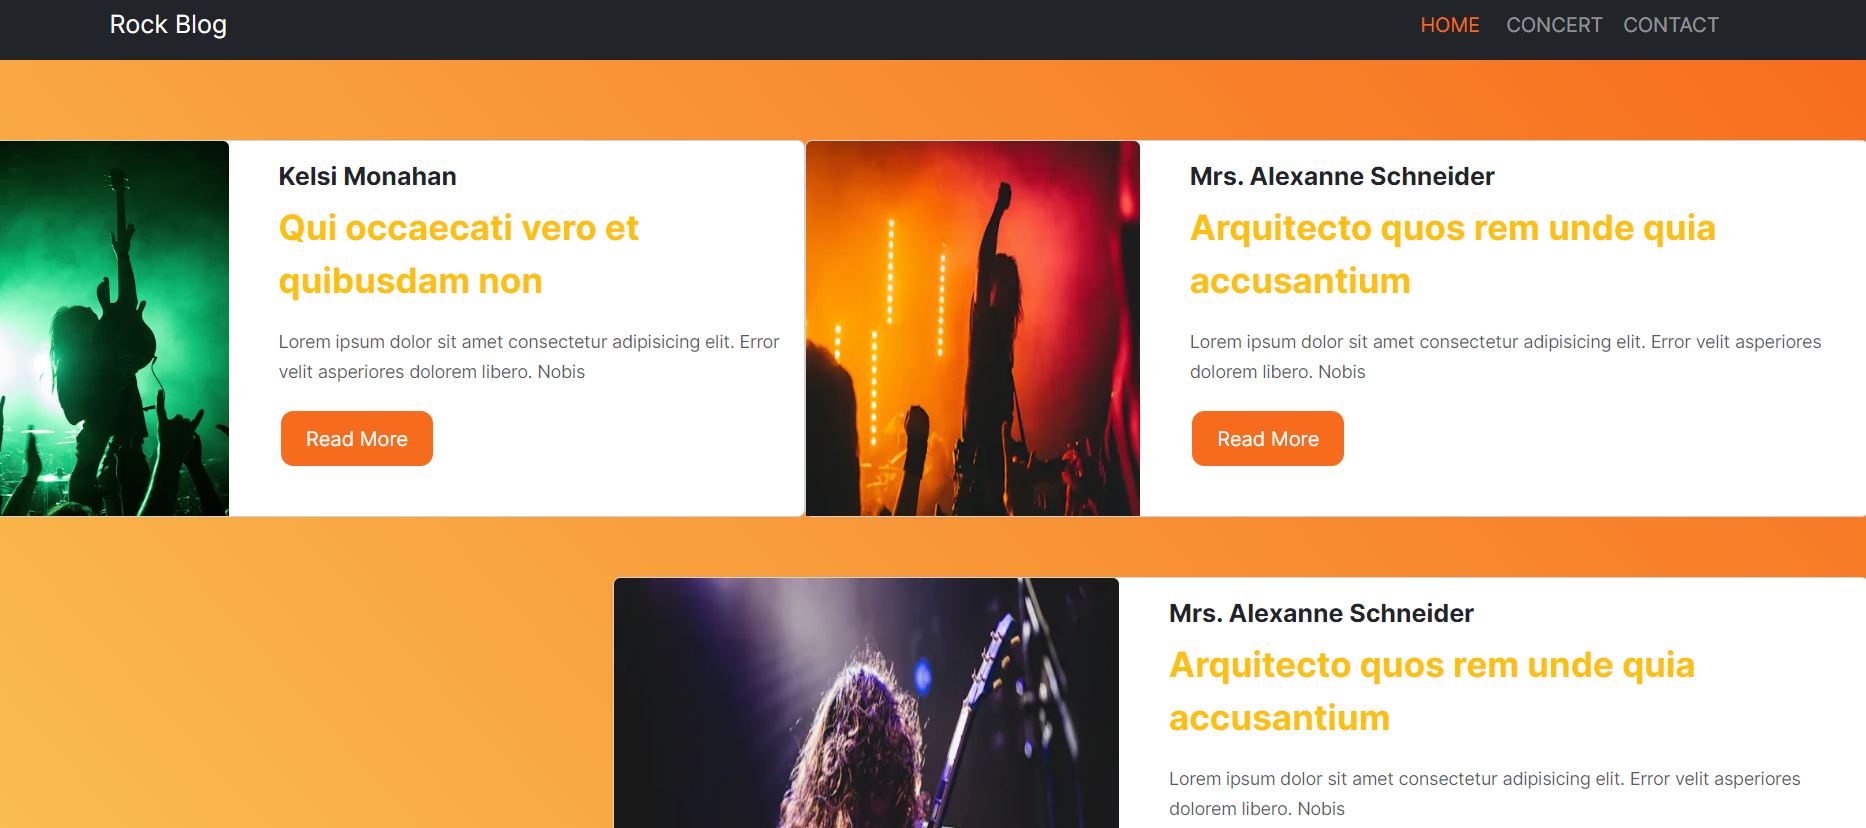 Rock Blog
HOME CONCERT CONTACT
Kelsi Monahan
Qui occaecati vero et
quibusdam non
Lorem ipsum dolor sit amet consectetur adipisicing elit. Error
velit asperiores dolorem libero. Nobis
Read More
Mrs. Alexanne Schneider
Arquitecto quos rem unde quia
accusantium
Lorem ipsum dolor sit amet consectetur adipisicing elit. Error velit asperiores
dolorem libero. Nobis
Read More
Mrs. Alexanne Schneider
Arquitecto quos rem unde quia
accusantium
Lorem ipsum dolor sit amet consectetur adipisicing elit. Error velit asperiores
dolorem libero. Nobis